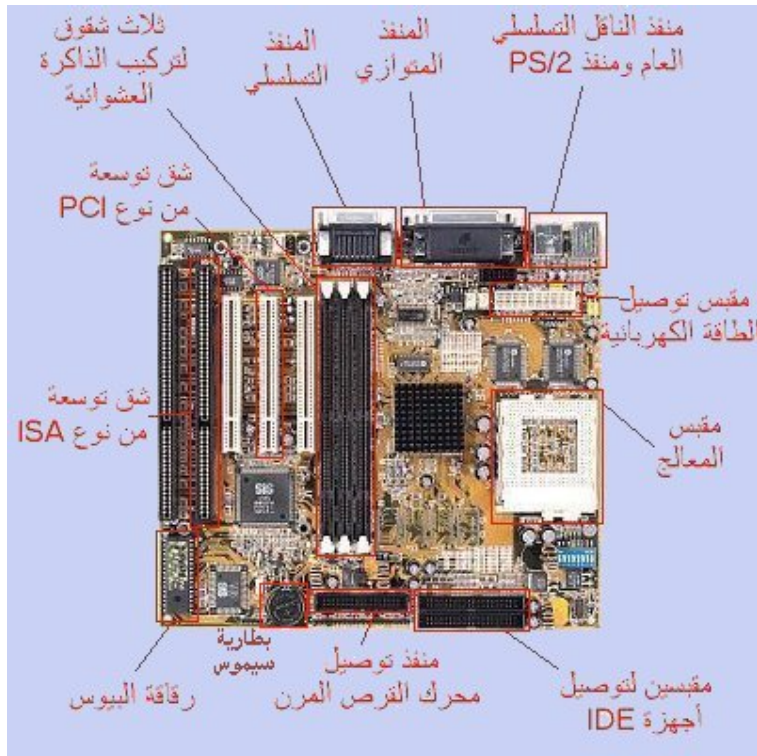 منفذ الناقل التسلسلي
العام ومنفذ PS/2
المنفذ
المتوازي
المنفذ
التسلسلي
ثلاث شقوق
لتركيب الذاكرة
العشوائية
شق توسعة
من نوع PCI
مقبس توصيل
الطاقة الكهربائية
شق توسعة
من نوع ISA
مقبس
المعالج
SiS
بطارية
سيموس
رقاقة البيوس
منفذ توصيل
محرك القرص المرن
مقبسين لتوصيل
أجهزة IDE